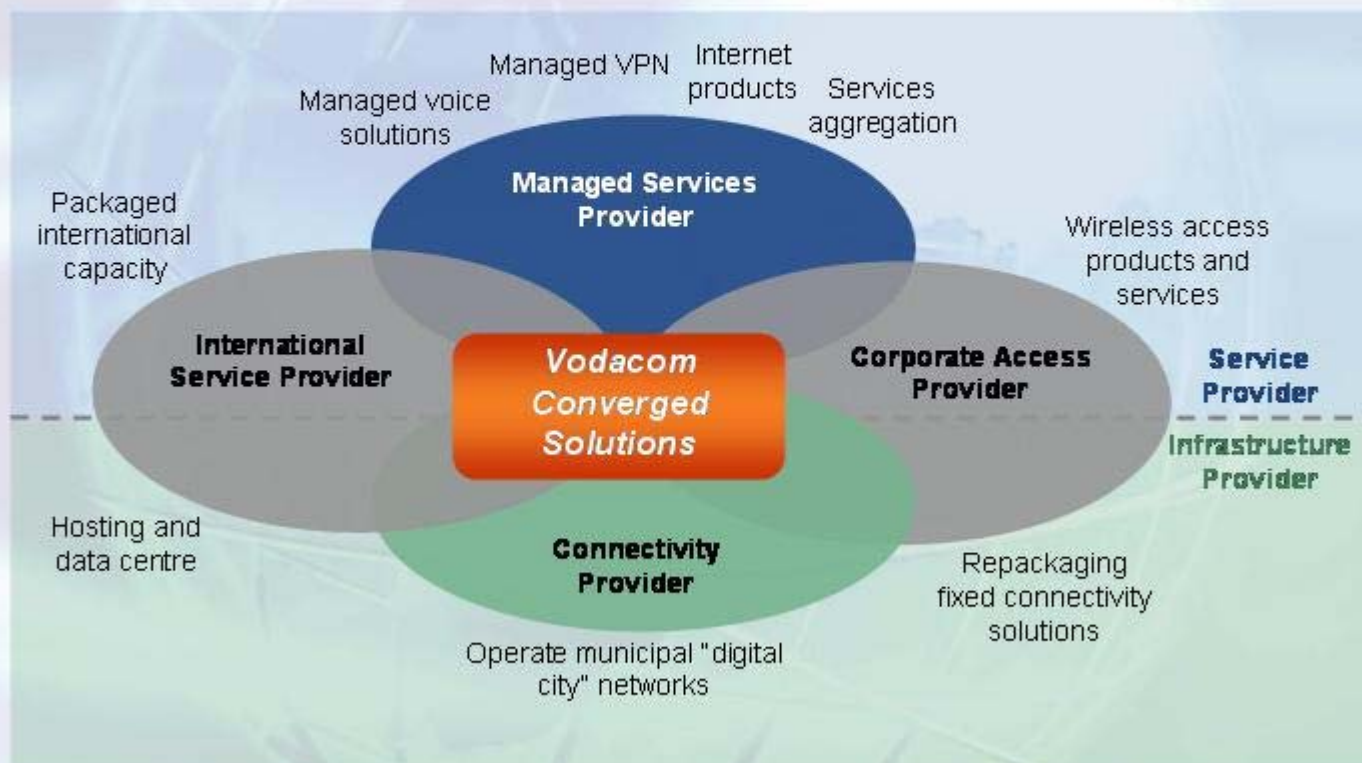 Managed VPN
Internet
products
Managed voice
solutions
Services
aggregation
Managed Services
Provider
Packaged
international
capacity
Wireless access
products and
services
International
Service Provider
Vodacom
Converged
Solutions
Corporate Access
Provider
Service
Provider
Infrastructure
Provider
Hosting and
data centre
Connectivity
Provider
Repackaging
fixed connectivity
solutions
Operate municipal "digital
city" networks